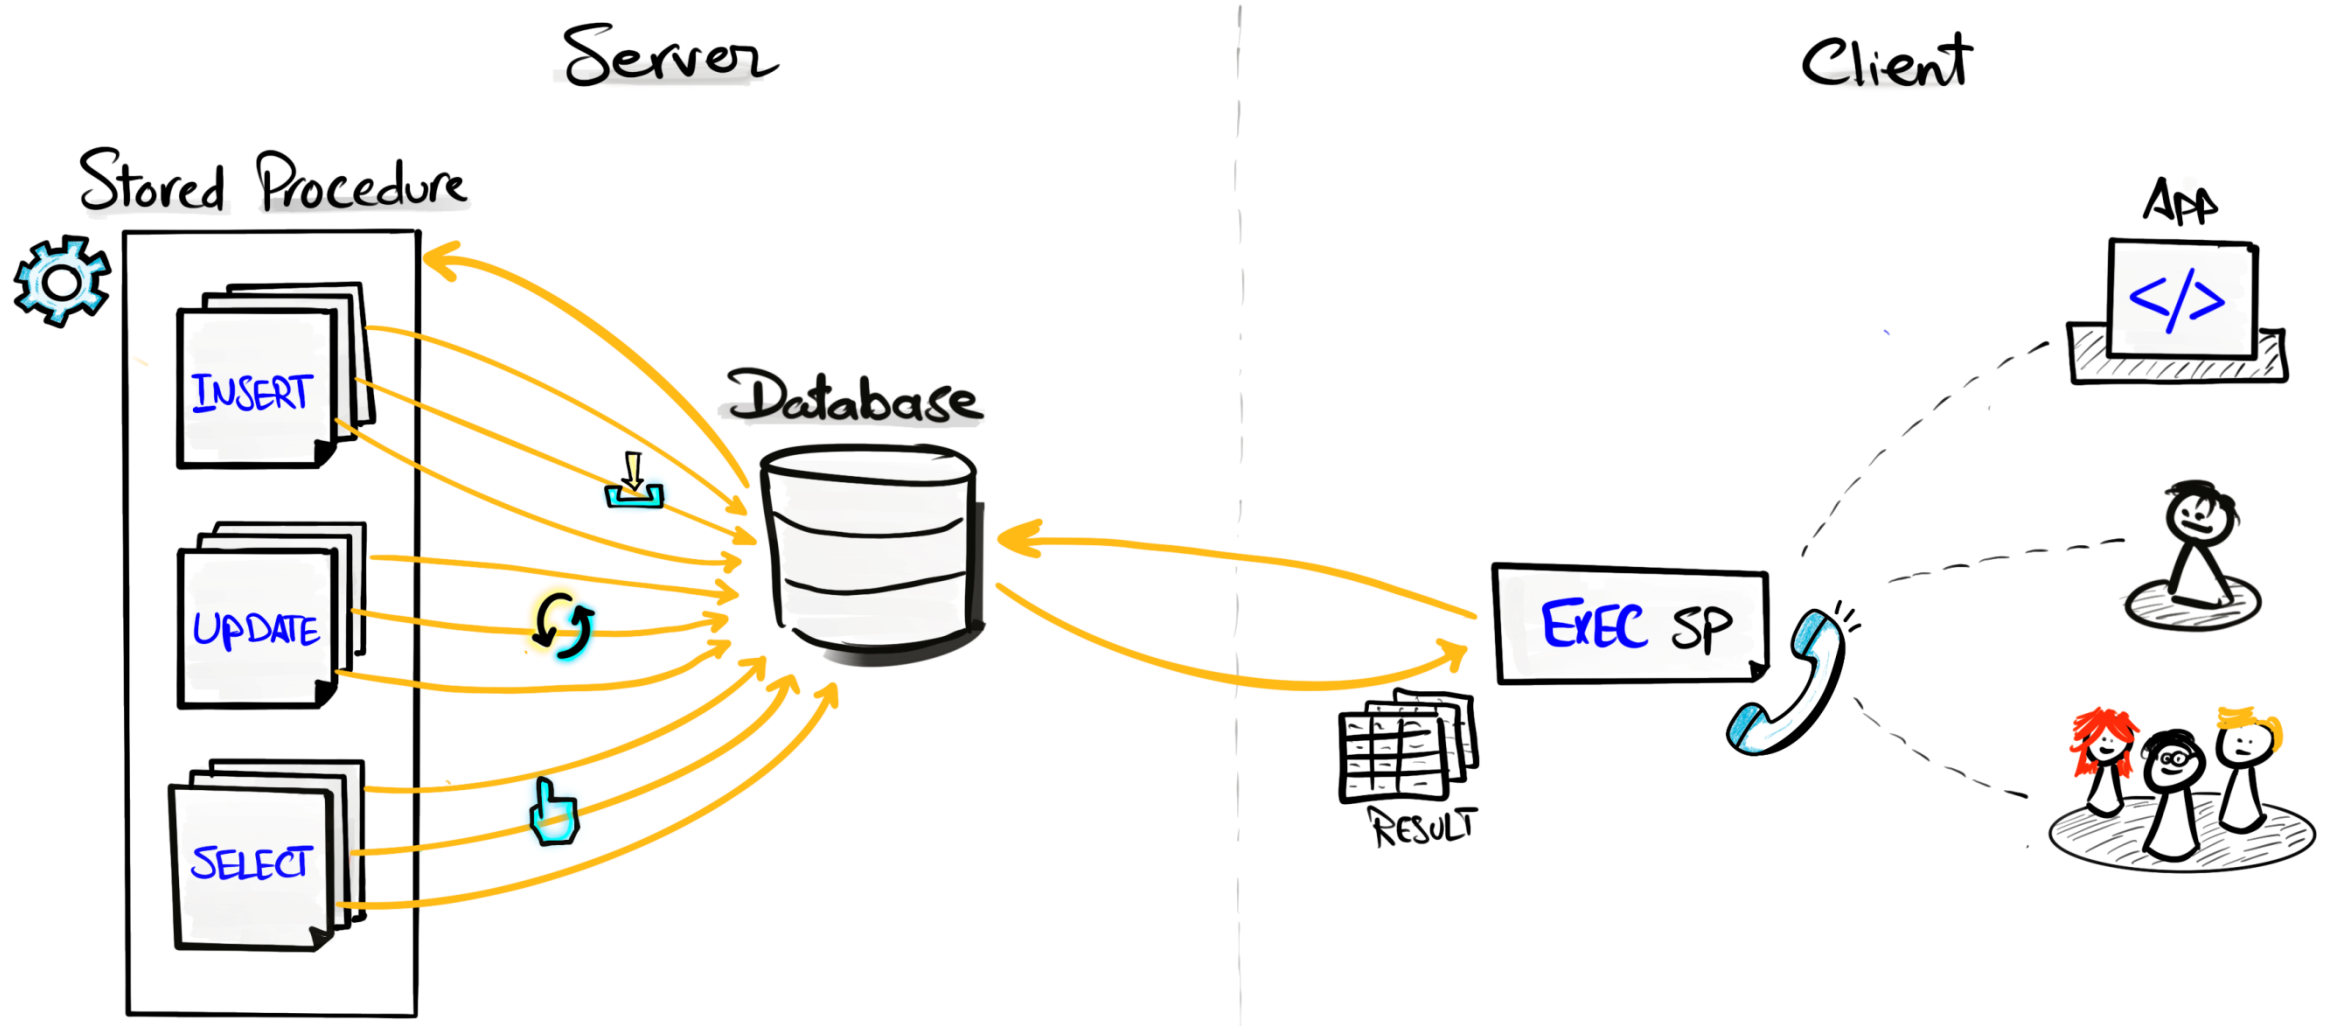 Server
Client
Stored Procedure
App
</>
INSERT
Database
UPDATE
EXEC SP
RESULT
SELECT